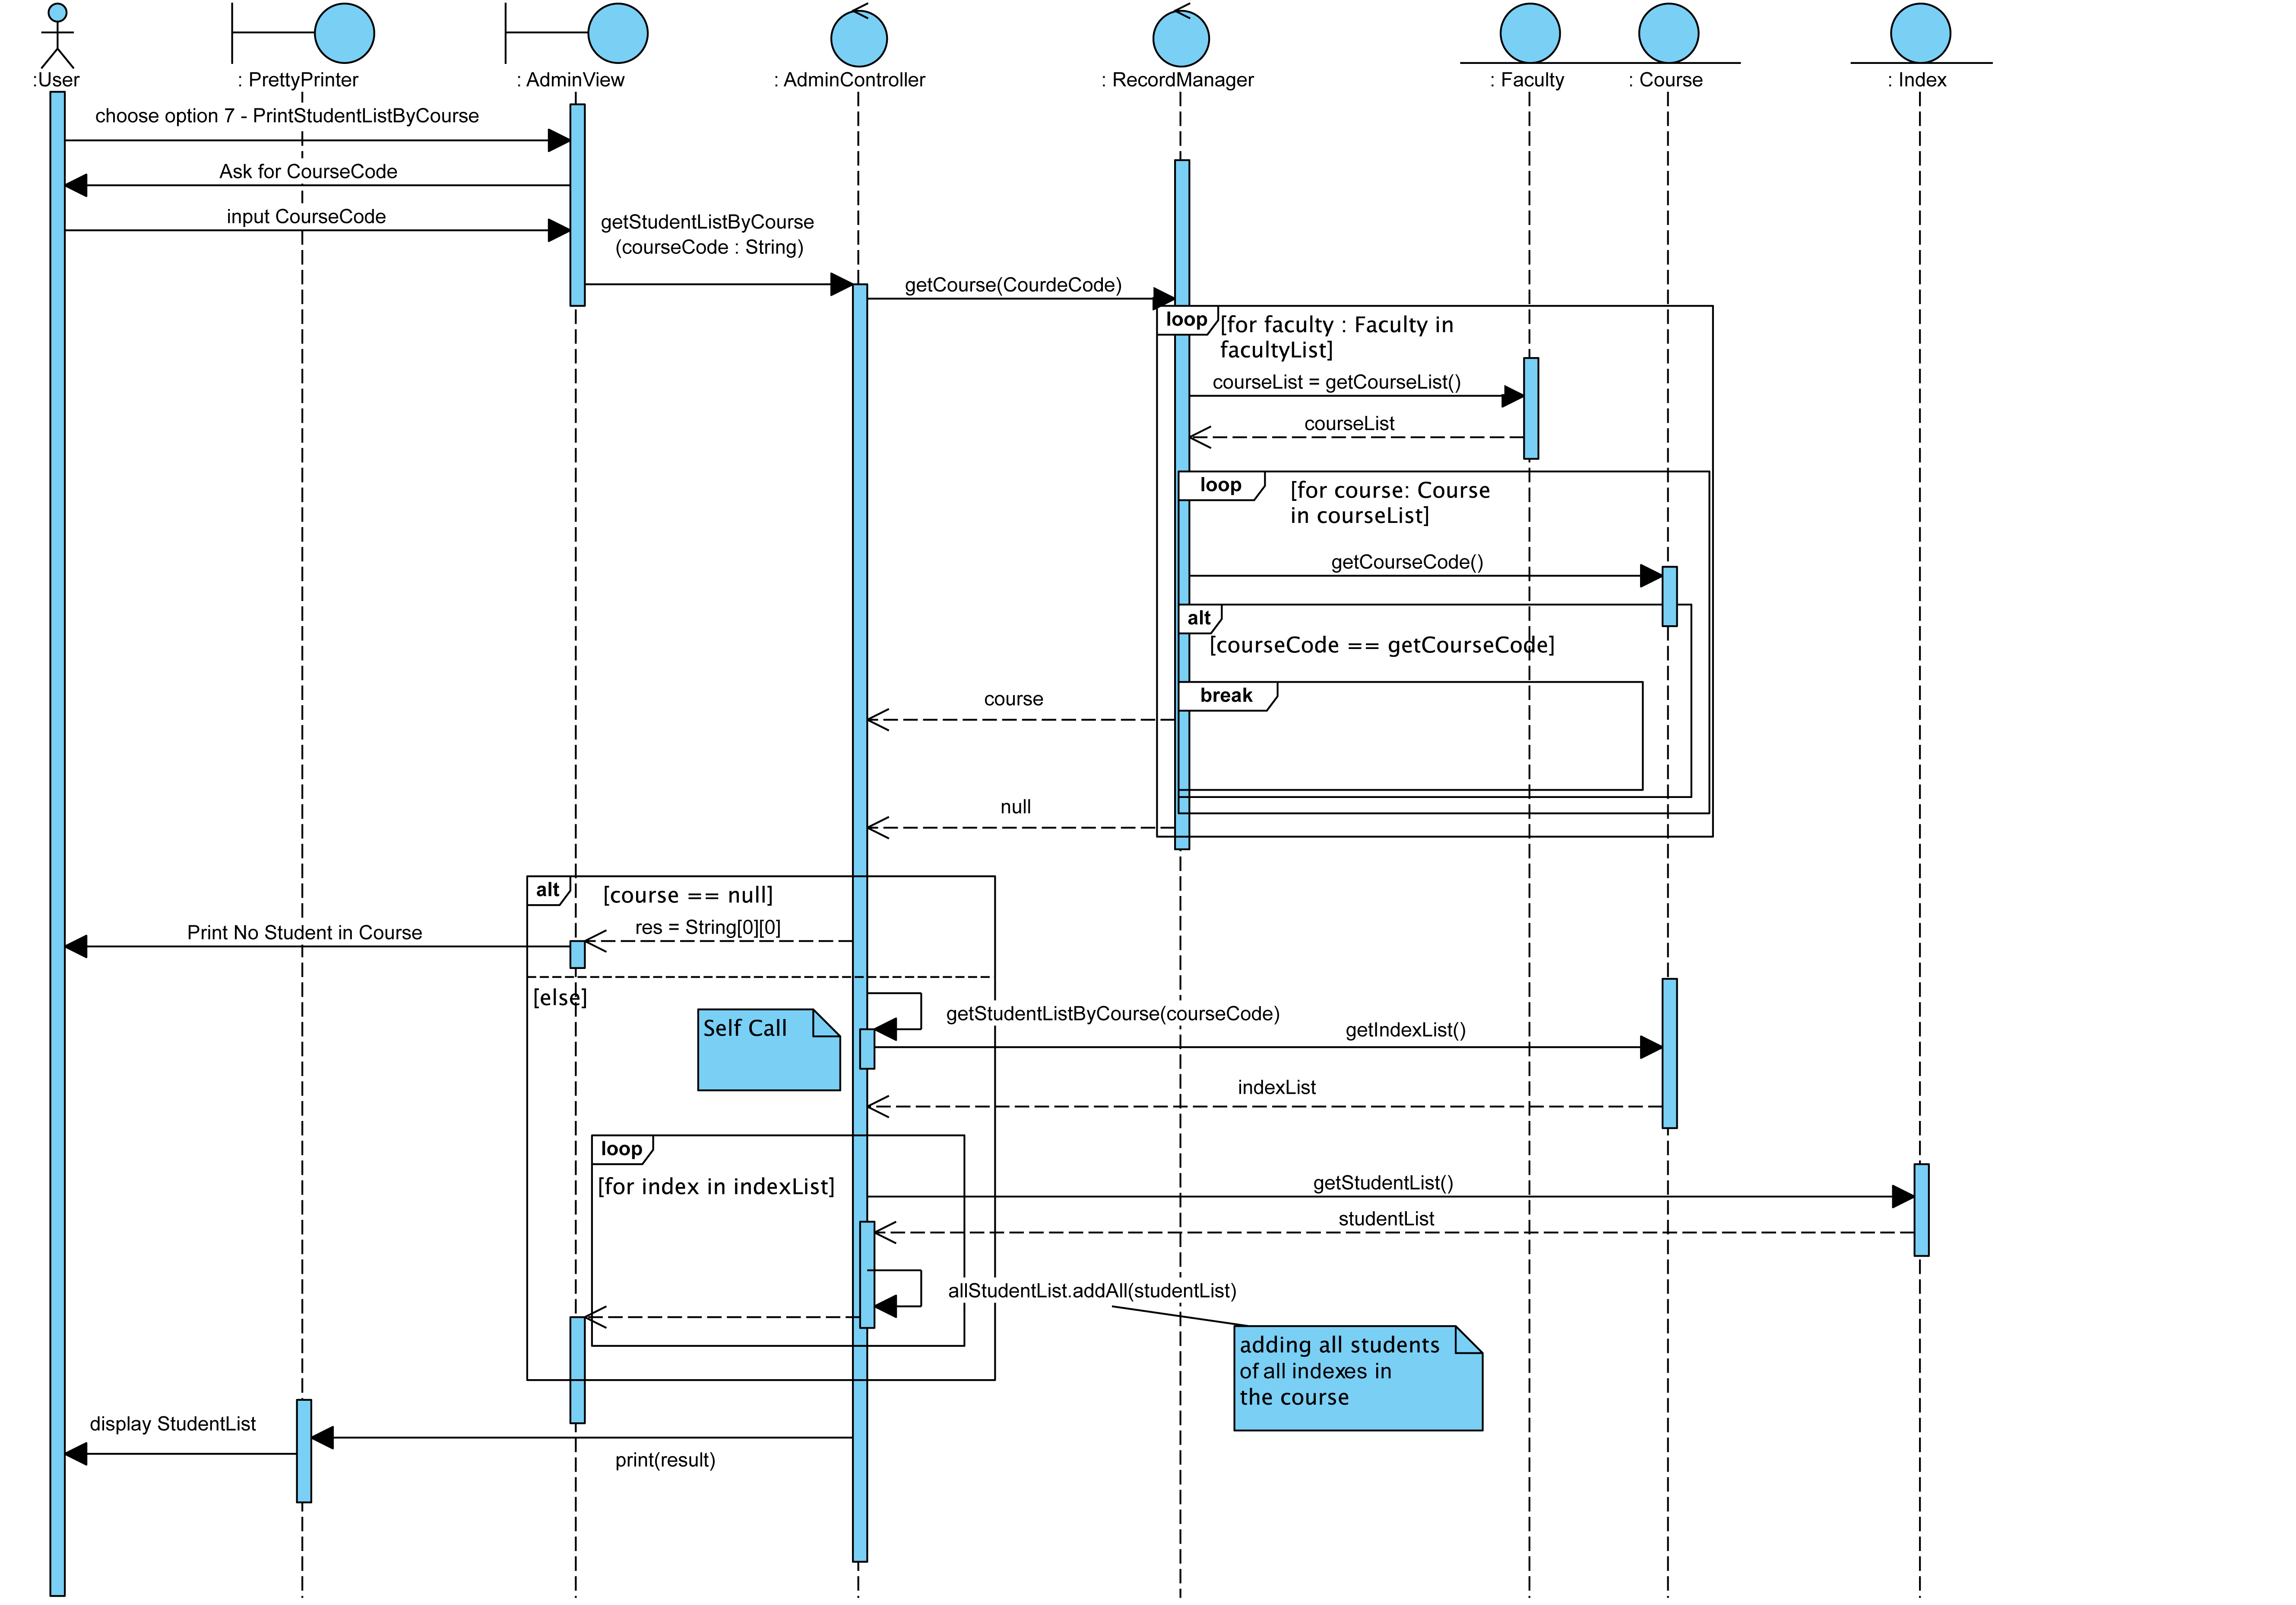 :User
: PrettyPrinter
: AdminView
: AdminController
: RecordManager
: Faculty
: Course
: Index
choose option 7 - PrintStudentListByCourse
Ask for CourseCode
input CourseCode
getStudentListByCourse
(courseCode : String)
getCourse(CourdeCode)
loop
[for faculty : Faculty in
facultyList]
courseList = getCourseList()
courseList
loop
[for course: Course
in courseList]
getCourseCode()
alt
[courseCode == getCourseCode]
break
course
null
alt
[course == null]
res = String[0][0]
Print No Student in Course
[else]
Self Call
getStudentListByCourse(courseCode)
getIndexList()
indexList
loop
[for index in indexList]
getStudentList()
studentList
allStudentList.addAll(studentList)
adding all students
of all indexes in
the course
display StudentList
print(result)